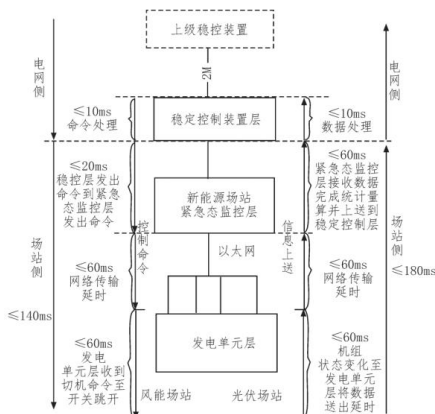 上级稳控装置
2M
电网侧
电网侧
≤10ms
命令处理
稳定控制装置层
≤10ms
数据处理
≤20ms
稳控层发出
命令到紧急
态监控层
发出命令
新能源场站
紧急态监控层
≤60ms
紧急态监控
层接收数据
完成统计量
算并上送到
稳定控制层
控制命令
以太网
信息上送
场站侧
≤140ms
场站侧
≤180ms
≤60ms
网络传输
延时
≤60ms
网络传输
延时
发电单元层
≤60ms
发电
单元层收到
切机命令至
开关跳开
≤60ms
机组
状态变化至
发电单元
层将数据
送出延时
风能场站
光伏场站